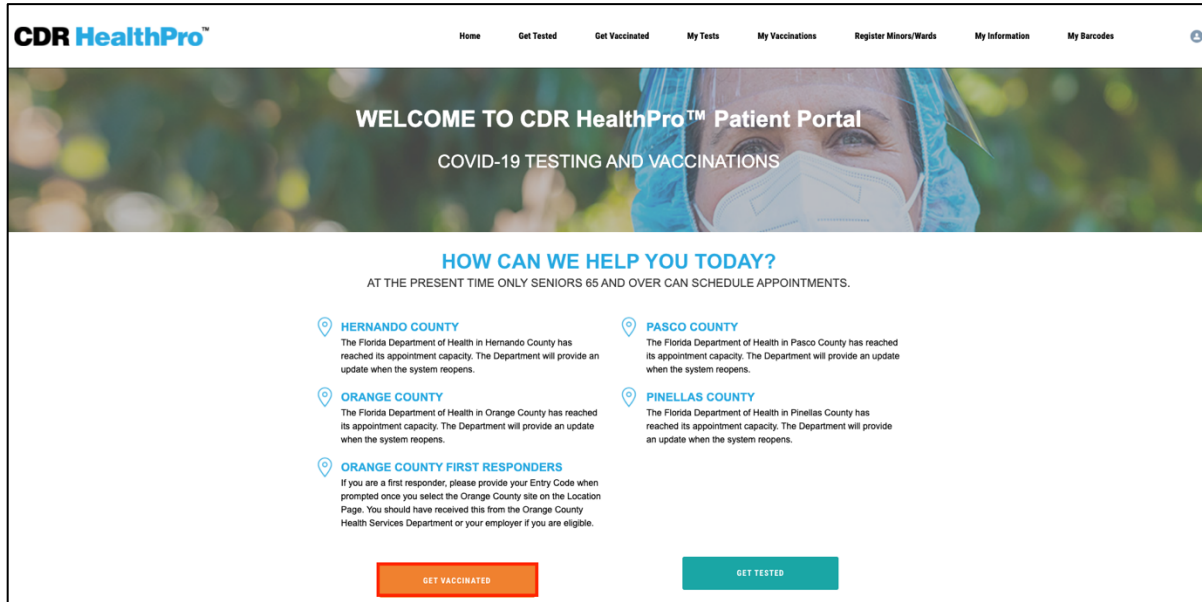 CDR HealthPro™
Home Get Tested Get Vaccinated My Tests My Vaccinations Register Minors/Wards My Information My Barcodes
WELCOME TO CDR HealthPro™ Patient Portal
COVID-19 TESTING AND VACCINATIONS
HOW CAN WE HELP YOU TODAY?
AT THE PRESENT TIME ONLY SENIORS 65 AND OVER CAN SCHEDULE APPOINTMENTS.
HERNANDO COUNTY
The Florida Department of Health in Hernando County has
reached its appointment capacity. The Department will provide an
update when the system reopens.
PASCO COUNTY
The Florida Department of Health in Pasco County has reached
its appointment capacity. The Department will provide an update
when the system reopens.
ORANGE COUNTY
The Florida Department of Health in Orange County has reached
its appointment capacity. The Department will provide an update
when the system reopens.
PINELLAS COUNTY
The Florida Department of Health in Pinellas County has
reached its appointment capacity. The Department will provide
an update when the system reopens.
ORANGE COUNTY FIRST RESPONDERS
If you are a first responder, please provide your Entry Code when
prompted once you select the Orange County site on the Location
Page. You should have received this from the Orange County
Health Services Department or your employer if you are eligible.
GET VACCINATED
GET TESTED